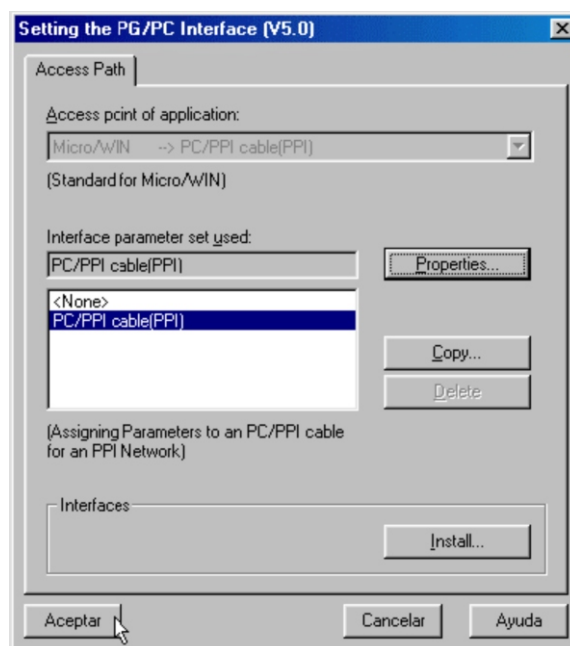 Setting the PG/PC Interface (V5.0)
Access Path
Access point of application:
Micro/WIN --> PC/PPI cable(PPI)
(Standard for Micro/WIN)
Interface parameter set used:
PC/PPI cable(PPI)
Properties...
<None>
PC/PPI cable(PPI)
Copy...
Delete
(Assigning Parameters to an PC/PPI cable
for an PPI Network)
Interfaces
Install...
Aceptar
Cancelar
Ayuda